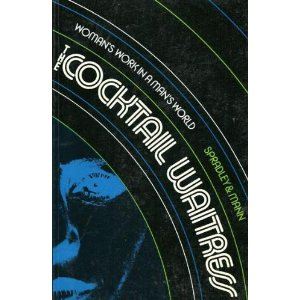 WOMAN'S WORK IN A MAN'S WORLD
THE
COCKTAIL WAITRESS
SPRADLEY & MANN